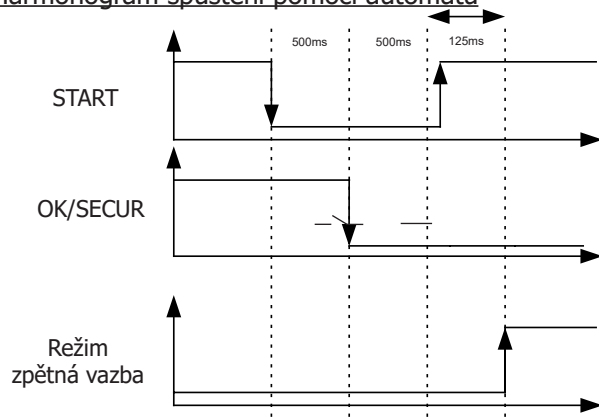 harmonogram spuštění pomocí automatu
500ms 500ms 125ms
START
OK/SECUR
Režim
zpětná vazba